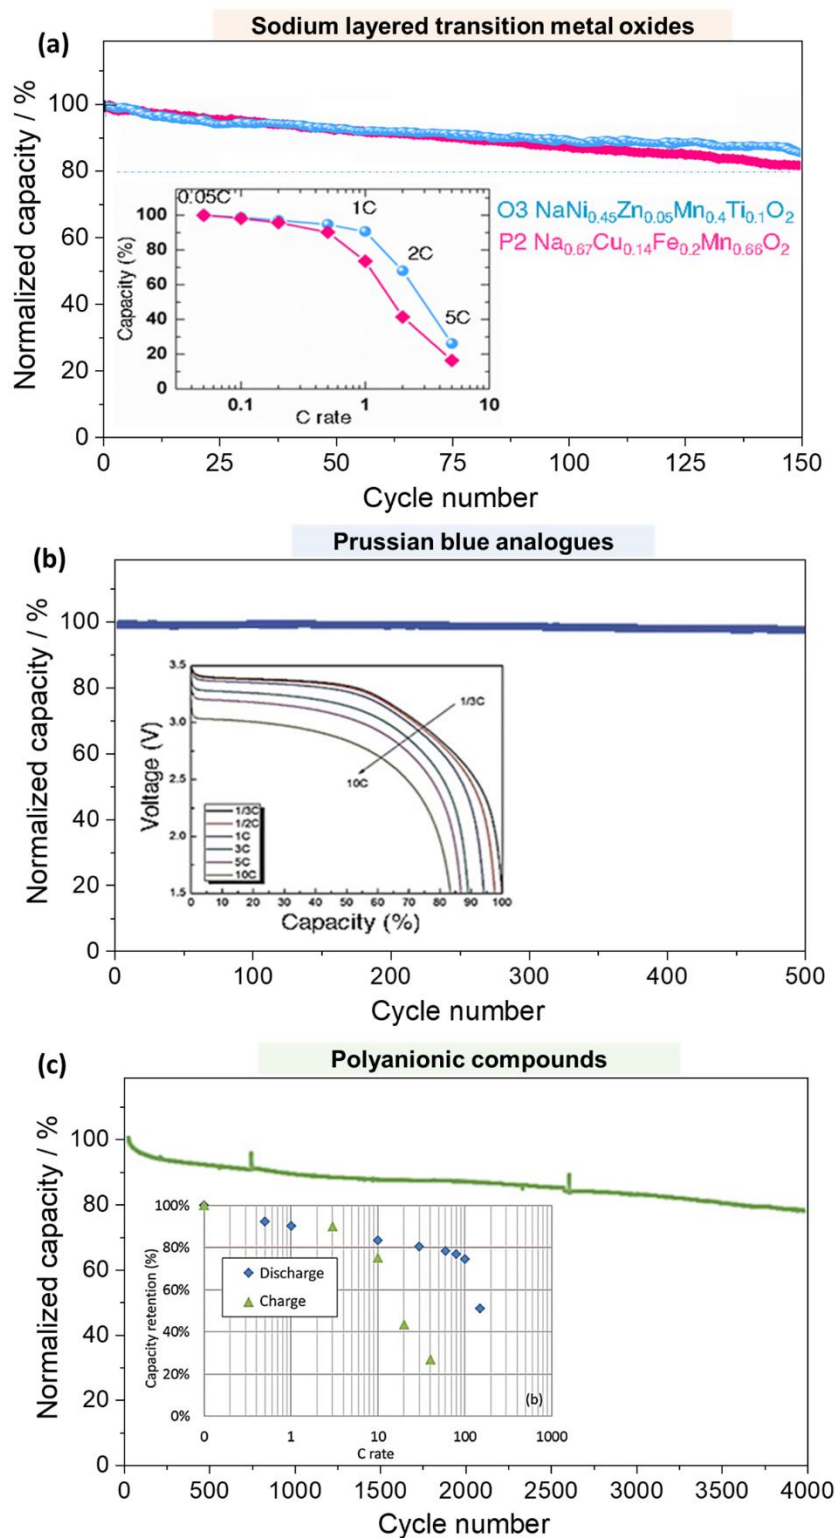 Sodium layered transition metal oxides
(a)
Normalized capacity / %
100
80
60
40
20
0
0 25 50 75 100 125 150
Cycle number
O3 NaNi0.45Zn0.05Mn0.4Ti0.1O2
P2 Na0.67Cu0.14Fe0.2Mn0.66O2
Capacity (%)
100
80
60
40
20
0
0.05C
1C
2C
5C
0.1 1 10
C rate
Prussian blue analogues
(b)
Normalized capacity / %
100
80
60
40
20
0
0 100 200 300 400 500
Cycle number
Voltage (V)
3.5
3.0
2.5
2.0
1.5
1/3C
10C
1/3C
1/2C
1C
3C
5C
10C
0 10 20 30 40 50 60 70 80 90 100
Capacity (%)
Polyanionic compounds
(c)
Normalized capacity / %
100
80
60
40
20
0
0 500 1000 1500 2000 2500 3000 3500 4000
Cycle number
Capacity retention (%)
100%
80%
60%
40%
20%
0%
Discharge
Charge
(b)
0 1 10 100 1000
C rate